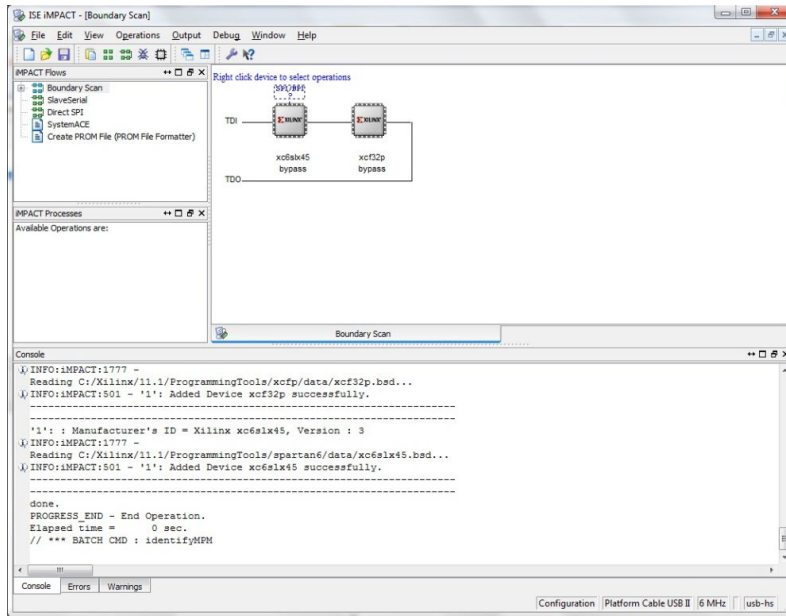 ISE iMPACT - [Boundary Scan]
File Edit View Operations Output Debug Window Help
iMPACT Flows
Boundary Scan
SlaveSerial
Direct SPI
SystemACE
Create PROM File (PROM File Formatter)
Right click device to select operations
SPI/BPI
?
TDI
XILINX
XILINX
xc6slx45
bypass
xcf32p
bypass
TDO
iMPACT Processes
Available Operations are:
Boundary Scan
Console
INFO:iMPACT:1777 -
Reading C:/Xilinx/11.1/ProgrammingTools/xcfp/data/xcf32p.bsd...
INFO:iMPACT:501 - '1': Added Device xcf32p successfully.
----------------------------------------------------------------------
----------------------------------------------------------------------
'1': : Manufacturer's ID = Xilinx xc6slx45, Version : 3
INFO:iMPACT:1777 -
Reading C:/Xilinx/11.1/ProgrammingTools/spartan6/data/xc6slx45.bsd...
INFO:iMPACT:501 - '1': Added Device xc6slx45 successfully.
----------------------------------------------------------------------
----------------------------------------------------------------------
done.
PROGRESS_END - End Operation.
Elapsed time = 0 sec.
// *** BATCH CMD : identifyMPM
Console Errors Warnings
Configuration Platform Cable USB II 6 MHz usb-hs